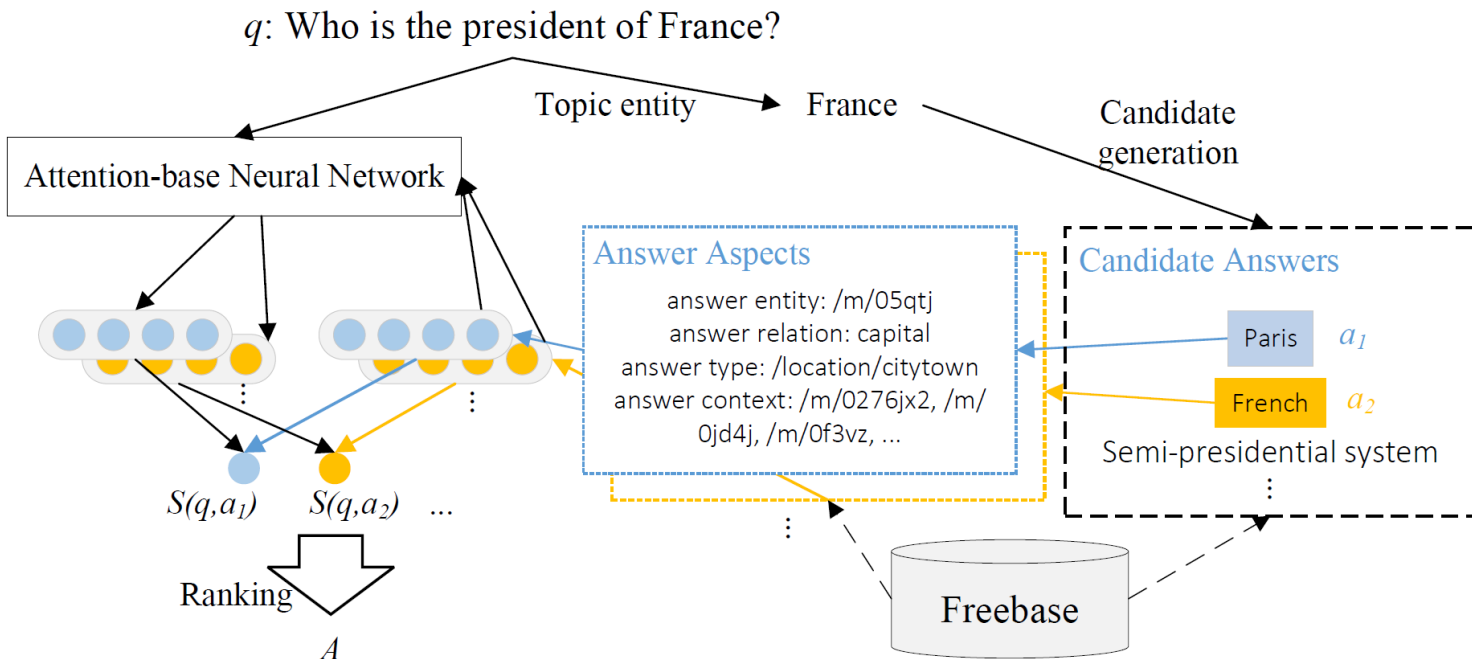 q: Who is the president of France?
Topic entity
France
Candidate
generation
Attention-base Neural Network
Answer Aspects
answer entity: /m/05qtj
answer relation: capital
answer type: /location/citytown
answer context: /m/0276jx2, /m/
0jd4j, /m/0f3vz, ...
Candidate Answers
Paris
a1
French
a2
Semi-presidential system
⋮
⋮
⋮
⋮
S(q,a1)
S(q,a2)
...
Ranking
A
Freebase